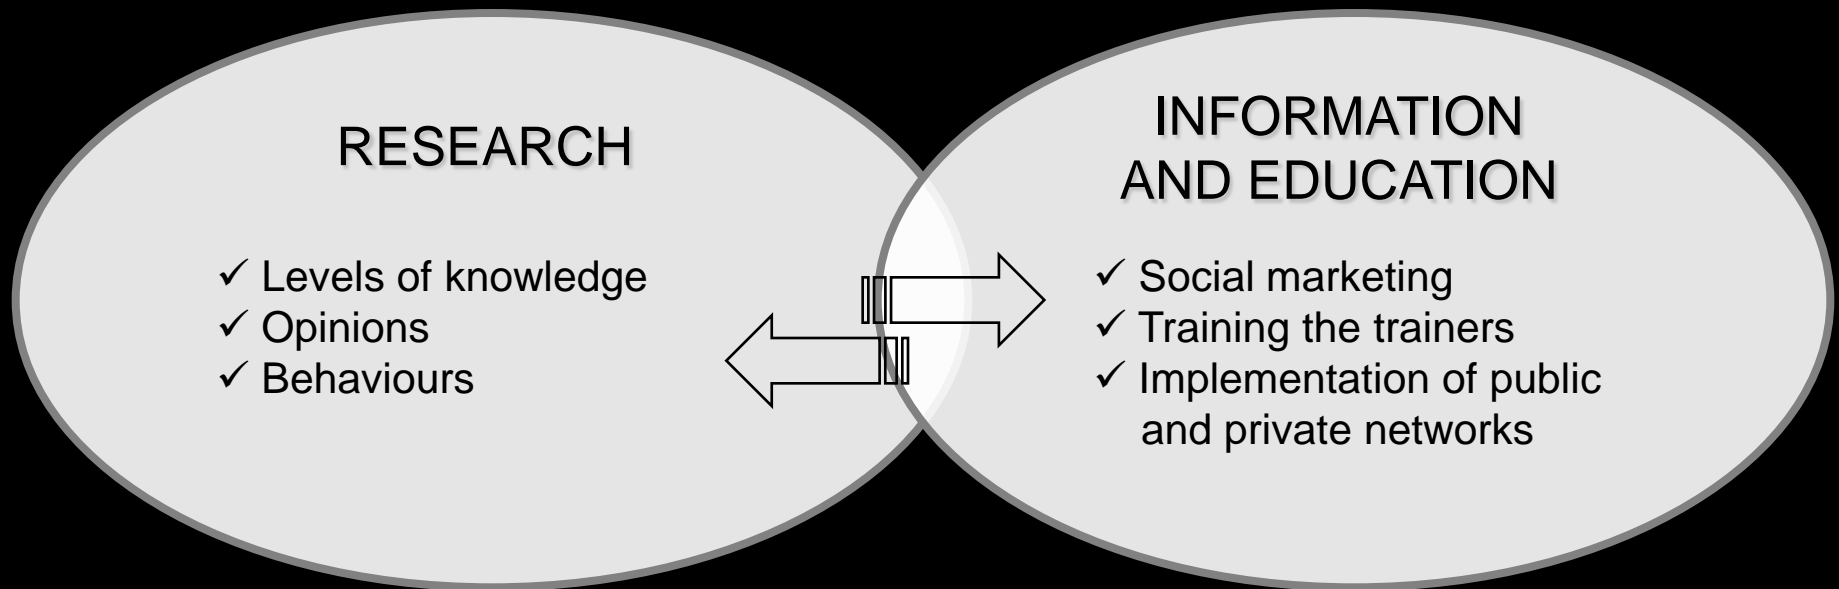 RESEARCH
✓ Levels of knowledge
✓ Opinions
✓ Behaviours
INFORMATION
AND EDUCATION
✓ Social marketing
✓ Training the trainers
✓ Implementation of public
and private networks